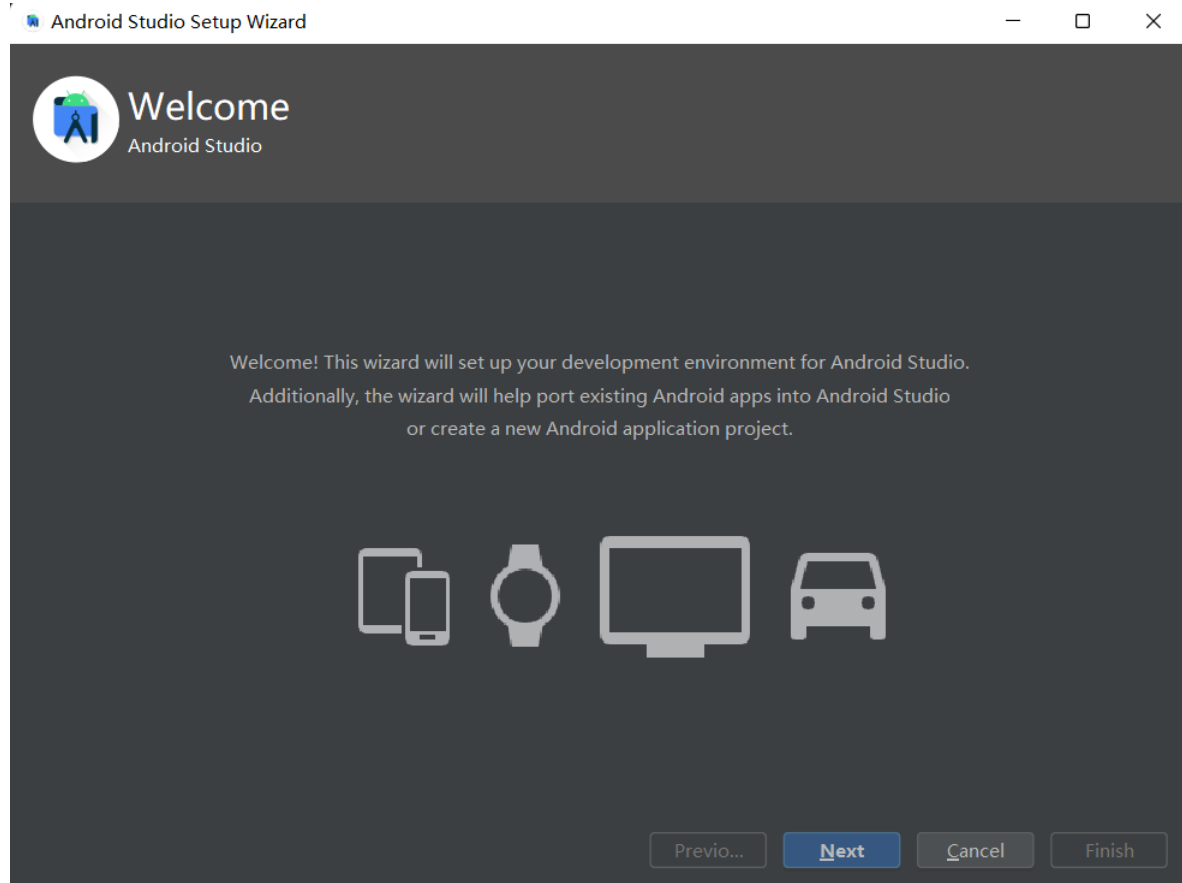 Android Studio Setup Wizard
Welcome
Android Studio
Welcome! This wizard will set up your development environment for Android Studio.
Additionally, the wizard will help port existing Android apps into Android Studio
or create a new Android application project.
Previo... Next Cancel Finish